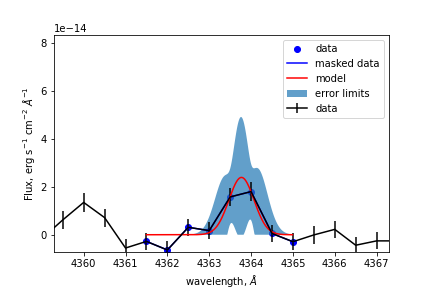 1e−14
data
masked data
model
error limits
data
8
6
4
2
0
Flux, erg s⁻¹ cm⁻² Å⁻¹
4360 4361 4362 4363 4364 4365 4366 4367
wavelength, Å